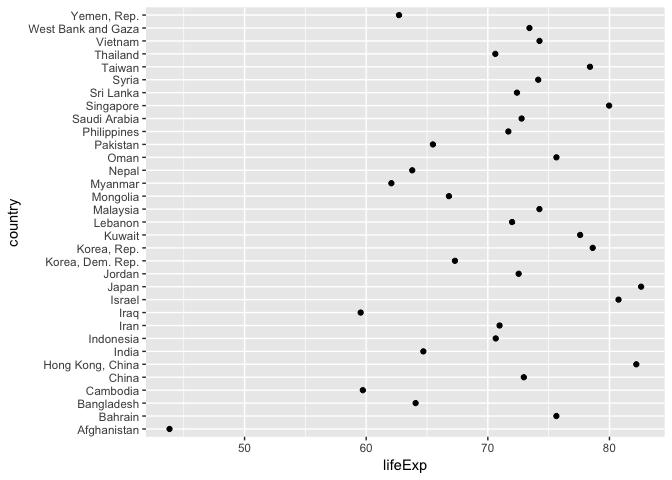 Yemen, Rep.
West Bank and Gaza
Vietnam
Thailand
Taiwan
Syria
Sri Lanka
Singapore
Saudi Arabia
Philippines
Pakistan
Oman
Nepal
Myanmar
Mongolia
Malaysia
Lebanon
Kuwait
Korea, Rep.
Korea, Dem. Rep.
Jordan
Japan
Israel
Iraq
Iran
Indonesia
India
Hong Kong, China
China
Cambodia
Bangladesh
Bahrain
Afghanistan
country
50 60 70 80
lifeExp